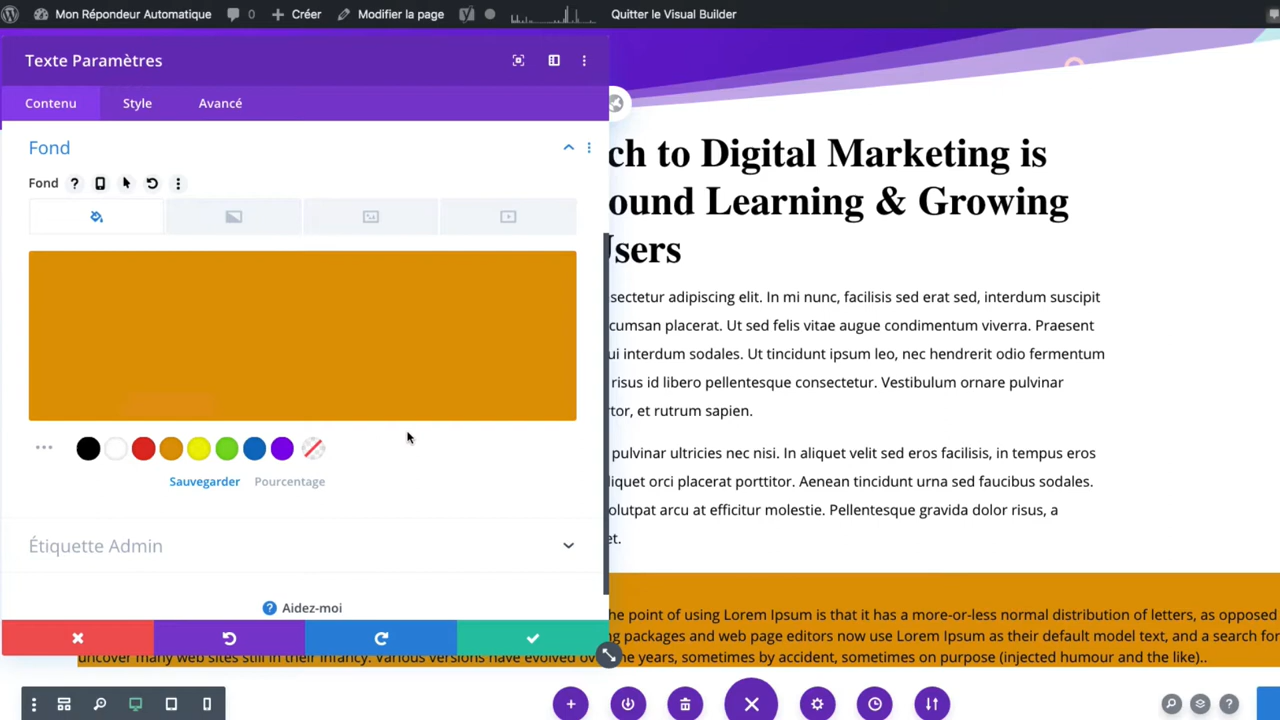 Mon Répondeur Automatique 0 Créer Modifier la page Quitter le Visual Builder
Texte Paramètres
Contenu Style Avancé
Fond
Fond
Sauvegarder Pourcentage
Étiquette Admin
Aidez-moi
ch to Digital Marketing is
ound Learning & Growing
Users
sectetur adipiscing elit. In mi nunc, facilisis sed erat sed, interdum suscipit
cumsan placerat. Ut sed felis vitae augue condimentum viverra. Praesent
ui interdum sodales. Ut tincidunt ipsum leo, nec hendrerit odio fermentum
risus id libero pellentesque consectetur. Vestibulum ornare pulvinar
tor, et rutrum sapien.
pulvinar ultricies nec nisi. In aliquet velit sed eros facilisis, in tempus eros
liquet orci placerat porttitor. Aenean tincidunt urna sed faucibus sodales.
olutpat arcu at efficitur molestie. Pellentesque gravida dolor risus, a
et.
he point of using Lorem Ipsum is that it has a more-or-less normal distribution of letters, as opposed
ng packages and web page editors now use Lorem Ipsum as their default model text, and a search for
uncover many web sites still in their infancy. Various versions have evolved over the years, sometimes by accident, sometimes on purpose (injected humour and the like)..